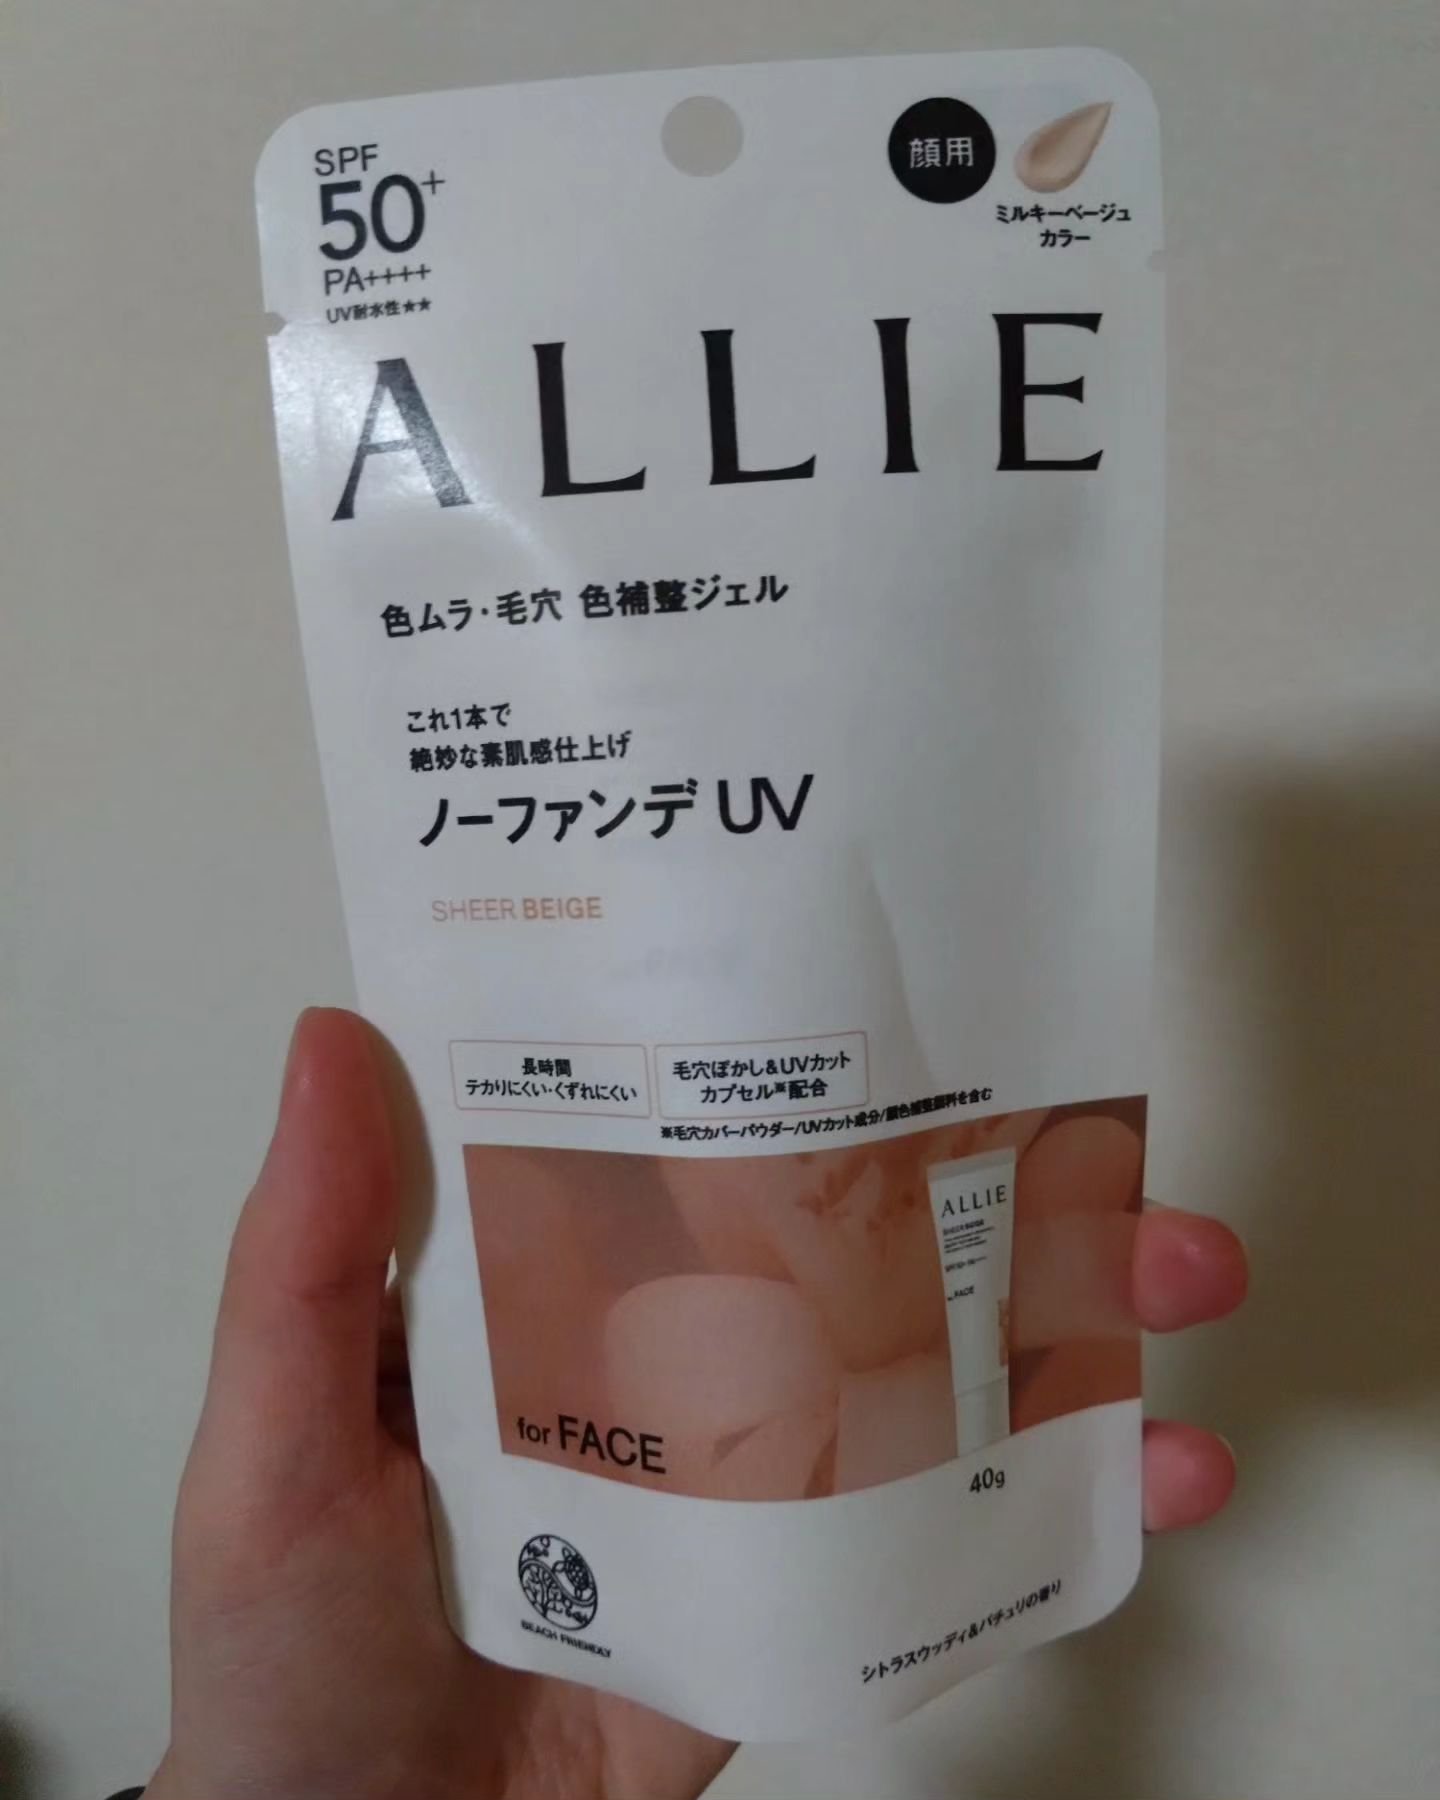 SPF
50+
PA++++
UV耐水性★★
顔用
ミルキーベージュ
カラー
ALLIE
色ムラ・毛穴 色補整ジェル
これ1本で
絶妙な素肌感仕上げ
ノーファンデ UV
SHEER BEIGE
長時間
テカりにくい・くずれにくい
毛穴ぼかし&UVカット
カプセル※配合
※毛穴カバーパウダー/UVカット成分/顔色補整顔料を含む
ALLIE
SHEER BEIGE
for FACE
for FACE
40g
BEACH FRIENDLY
シトラスウッディ&パチュリの香り